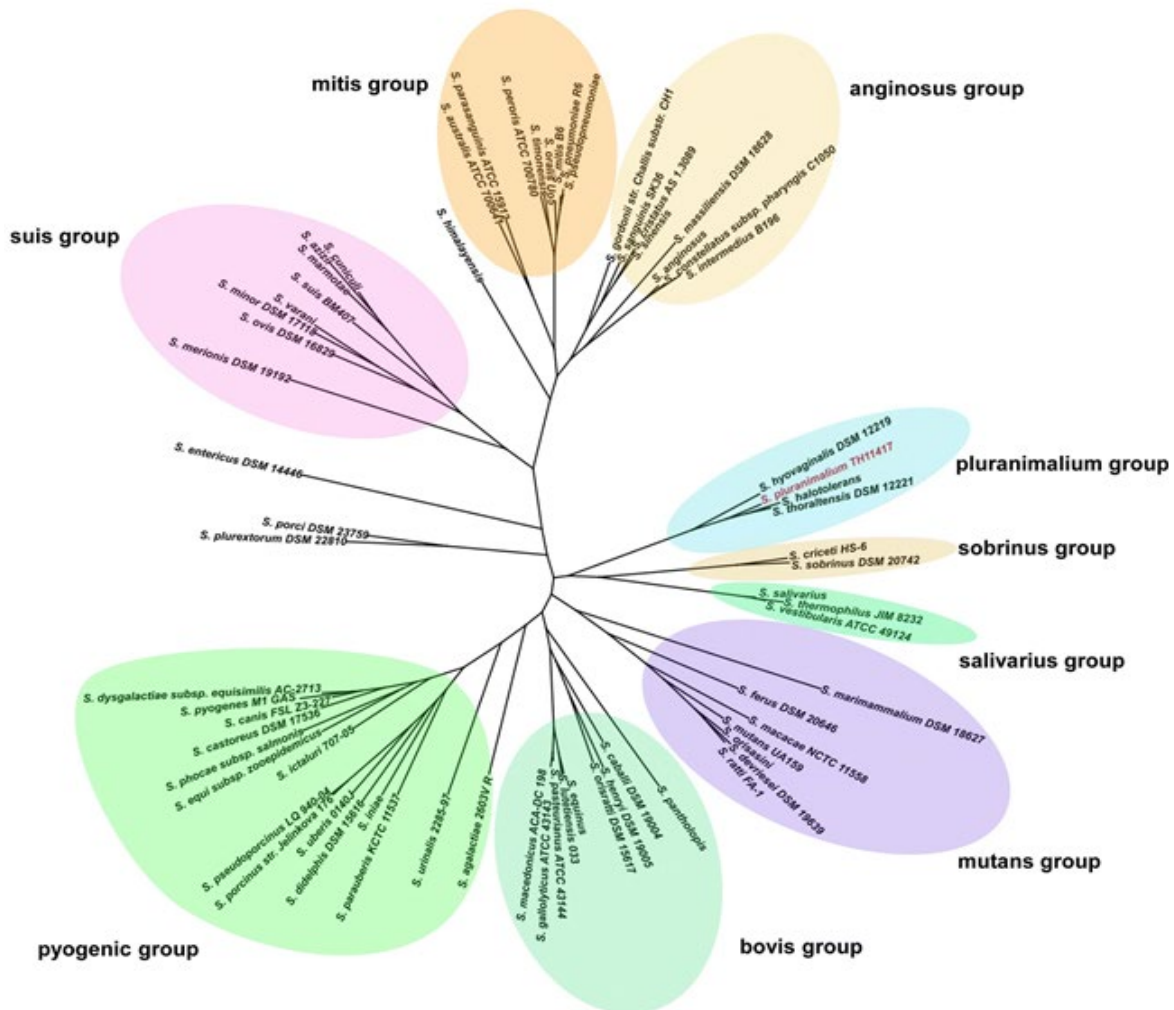 mitis group
S. parasanguinis ATCC 15912
S. australis ATCC 700641
S. peroris ATCC 700780
S. timonensis
S. oralis Uo5
S. mitis B6
S. pneumoniae R6
S. pseudopneumoniae
S. himalayensis
anginosus group
S. gordonii str. Challis substr. CH1
S. sanguinis SK36
S. cristatus AS 1.3089
S. sinensis
S. massiliensis DSM 18628
S. anginosus
S. constellatus subsp. pharyngis C1050
S. intermedius B196
suis group
S. cuniculi
S. azizii
S. marmotae
S. suis BM407
S. varani
S. minor DSM 17118
S. ovis DSM 16829
S. merionis DSM 19192
S. entericus DSM 14446
S. porci DSM 23759
S. plurextorum DSM 22810
pluranimalium group
S. hyovaginalis DSM 12219
S. pluranimalium TH11417
S. halotolerans
S. thoraltensis DSM 12221
sobrinus group
S. criceti HS-6
S. sobrinus DSM 20742
salivarius group
S. salivarius
S. thermophilus JIM 8232
S. vestibularis ATCC 49124
mutans group
S. marimammalium DSM 18627
S. ferus DSM 20646
S. macacae NCTC 11558
S. mutans UA159
S. orisasini
S. devriesei DSM 19639
S. ratti FA-1
bovis group
S. pantholopis
S. caballi DSM 19004
S. henryi DSM 19005
S. orisratti DSM 15617
S. equinus
S. lutetiensis 033
S. pasteurianus ATCC 43144
S. gallolyticus ATCC 43143
S. macedonicus ACA-DC 198
pyogenic group
S. dysgalactiae subsp. equisimilis AC-2713
S. pyogenes M1 GAS
S. canis FSL Z3-227
S. castoreus DSM 17536
S. phocae subsp. salmonis
S. equi subsp. zooepidemicus
S. ictaluri 707-05
S. pseudoporcinus LQ 940-04
S. porcinus str. Jelinkova 176
S. uberis 0140J
S. didelphis DSM 15616
S. iniae
S. parauberis KCTC 11537
S. urinalis 2285-97
S. agalactiae 2603V R